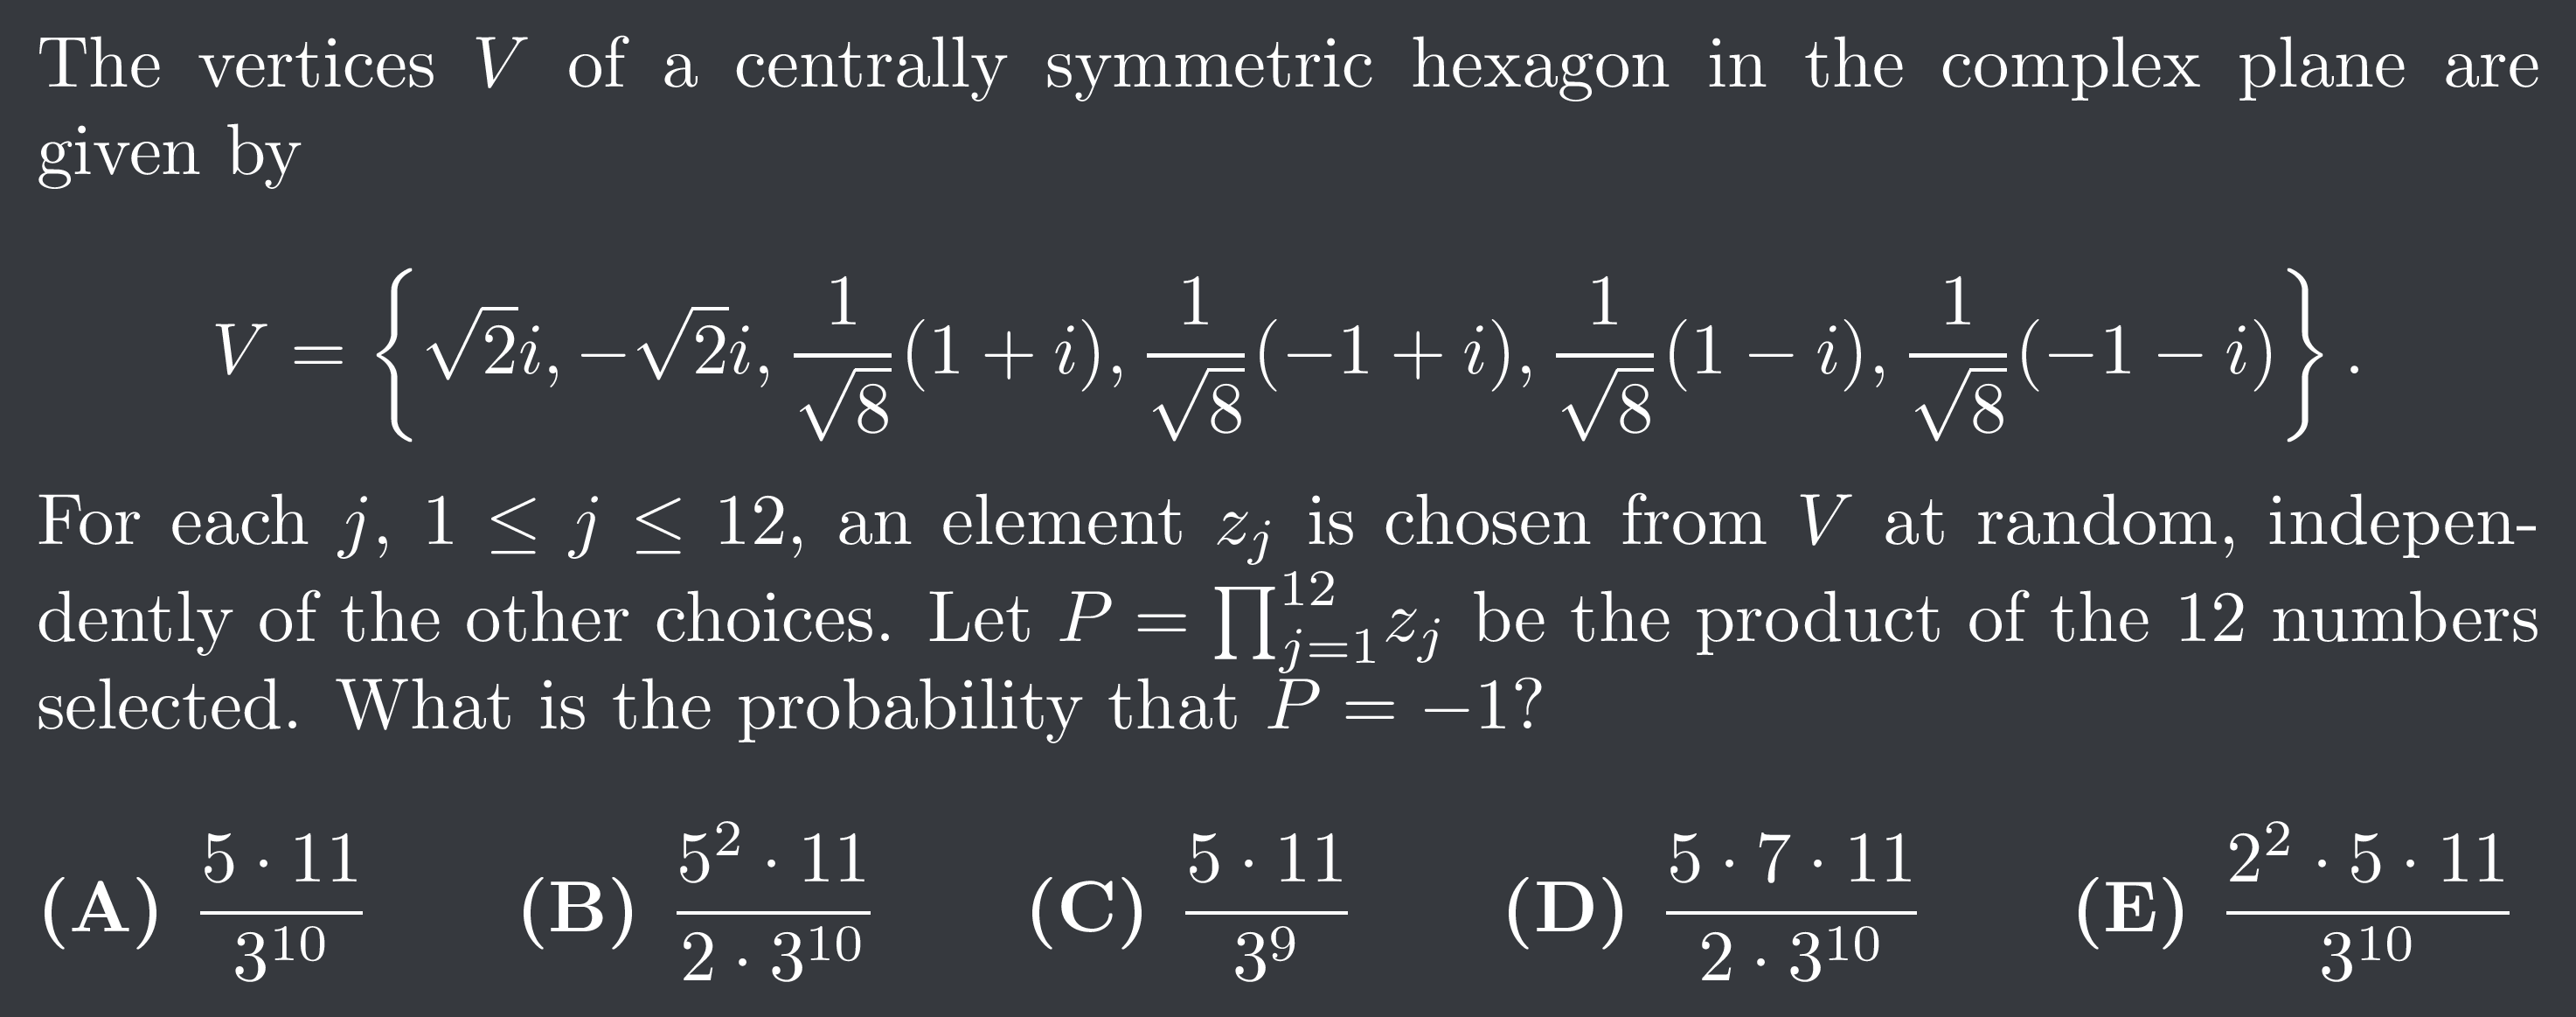 The vertices V of a centrally symmetric hexagon in the complex plane are
given by
V = { √2i, −√2i, 1/√8 (1 + i), 1/√8 (−1 + i), 1/√8 (1 − i), 1/√8 (−1 − i) } .
For each j, 1 ≤ j ≤ 12, an element z_j is chosen from V at random, indepen-
dently of the other choices. Let P = ∏_{j=1}^{12} z_j be the product of the 12 numbers
selected. What is the probability that P = −1?
(A) 5 · 11 / 3^10 (B) 5^2 · 11 / 2 · 3^10 (C) 5 · 11 / 3^9 (D) 5 · 7 · 11 / 2 · 3^10 (E) 2^2 · 5 · 11 / 3^10